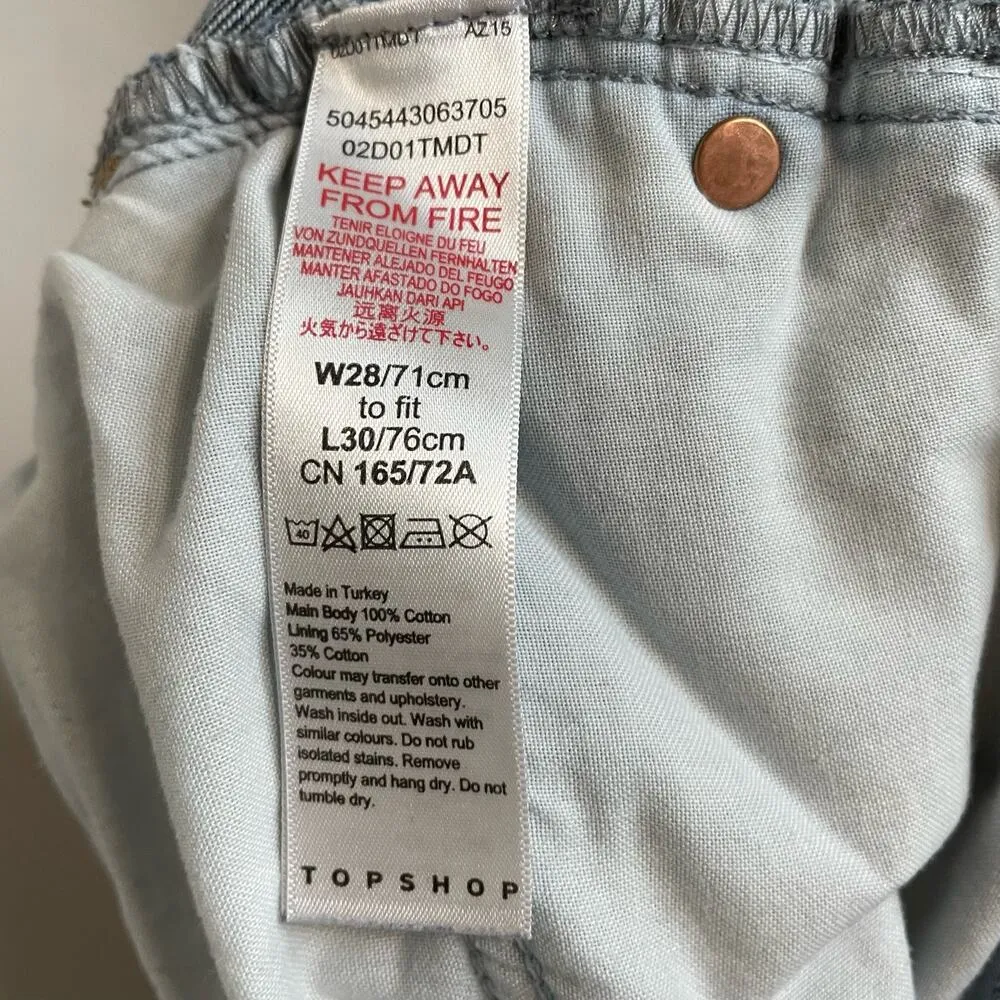 02D01TMDT AZ15
5045443063705
02D01TMDT
KEEP AWAY
FROM FIRE
TENIR ELOIGNE DU FEU
VON ZUNDQUELLEN FERNHALTEN
MANTENER ALEJADO DEL FEUGO
MANTER AFASTADO DO FOGO
JAUHKAN DARI API
远离火源
火気から遠ざけて下さい。
W28/71cm
to fit
L30/76cm
CN 165/72A
40
Made in Turkey
Main Body 100% Cotton
Lining 65% Polyester
35% Cotton
Colour may transfer onto other
garments and upholstery.
Wash inside out. Wash with
similar colours. Do not rub
isolated stains. Remove
promptly and hang dry. Do not
tumble dry.
TOPSHOP